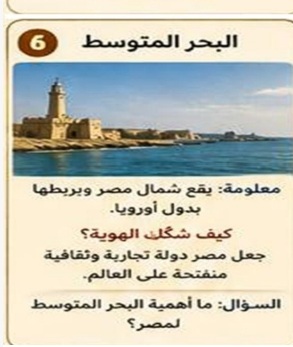 6
البحر المتوسط
معلومة: يقع شمال مصر ويربطها
بدول أوروبا.
كيف شكّل الهوية؟
جعل مصر دولة تجارية وثقافية
منفتحة على العالم.
السؤال: ما أهمية البحر المتوسط
لمصر؟